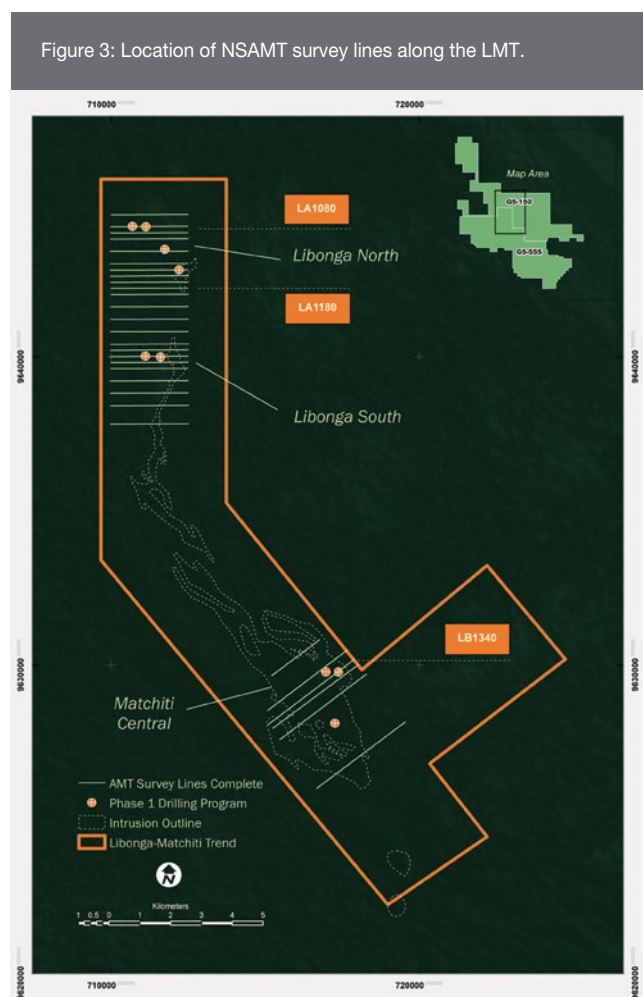 Figure 3: Location of NSAMT survey lines along the LMT.
710000
720000
Map Area
G5-150
G5-555
LA1080
Libonga North
LA1180
9640000
9640000
Libonga South
LB1340
9630000
9630000
Matchiti
Central
AMT Survey Lines Complete
Phase 1 Drilling Program
Intrusion Outline
Libonga-Matchiti Trend
N
Kilometers
1 0.5 0 1 2 3 4 5
9620000
9620000
710000
720000